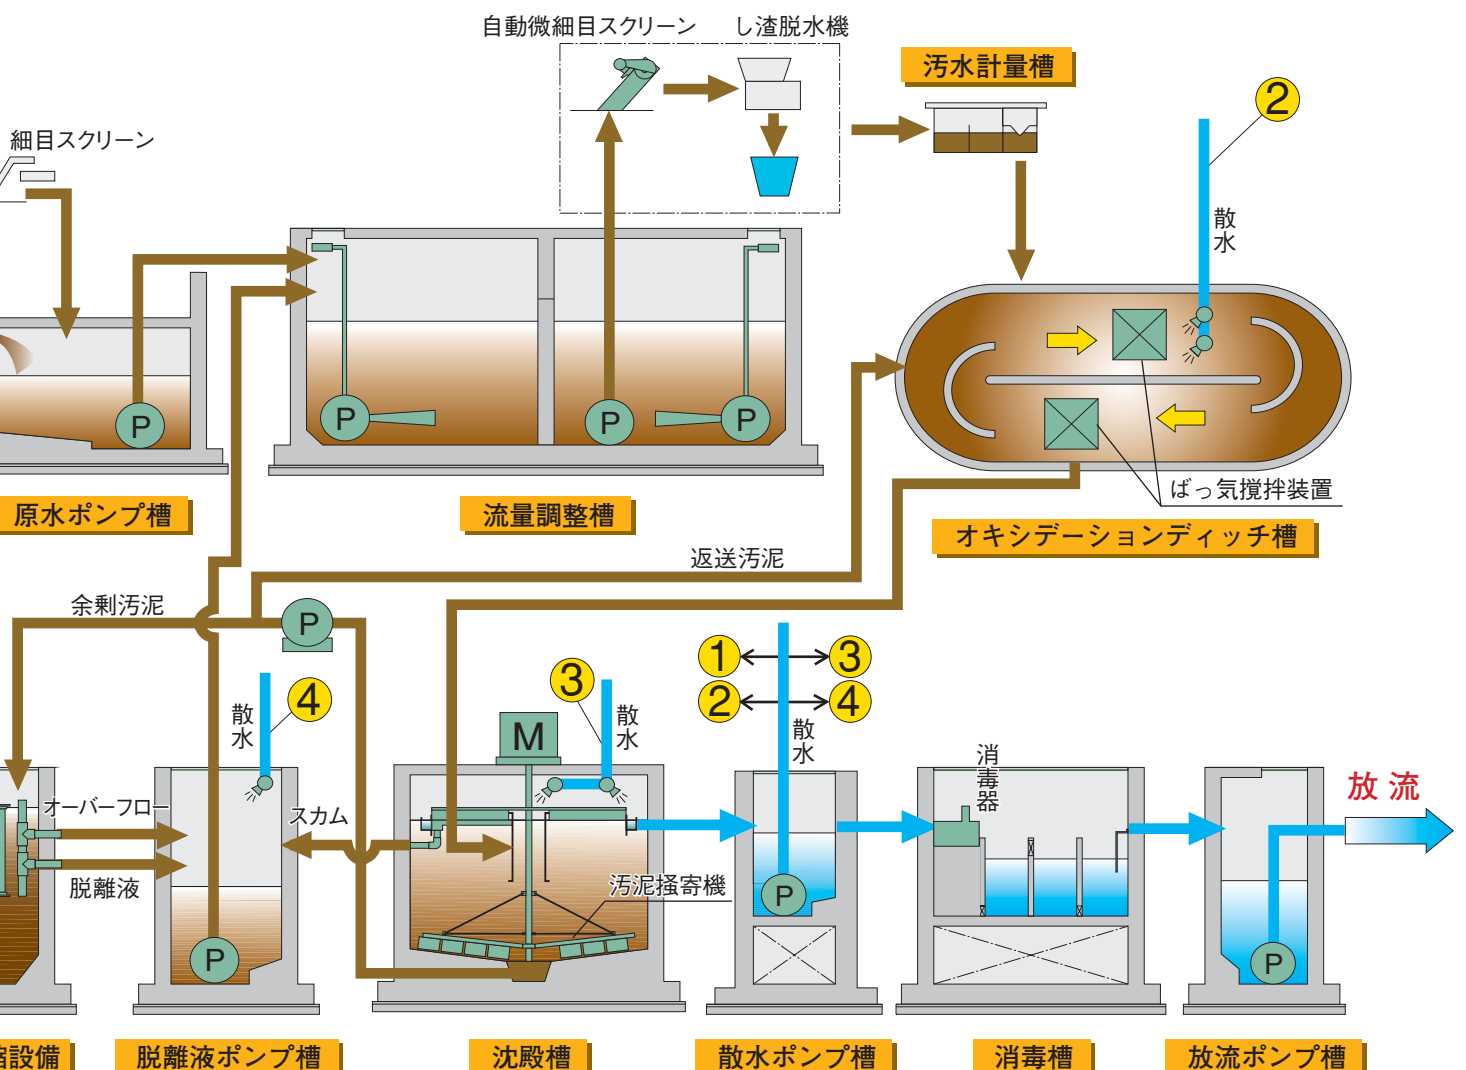 自動微細目スクリーン
し渣脱水機
汚水計量槽
②
細目スクリーン
散水
P
P
P
P
ばっ気撹拌装置
原水ポンプ槽
流量調整槽
オキシデーションディッチ槽
返送汚泥
余剰汚泥
P
①
③
②
④
④
散水
③
散水
M
散水
消毒器
放流
オーバーフロー
スカム
脱離液
汚泥掻寄機
P
P
P
縮設備
脱離液ポンプ槽
沈殿槽
散水ポンプ槽
消毒槽
放流ポンプ槽